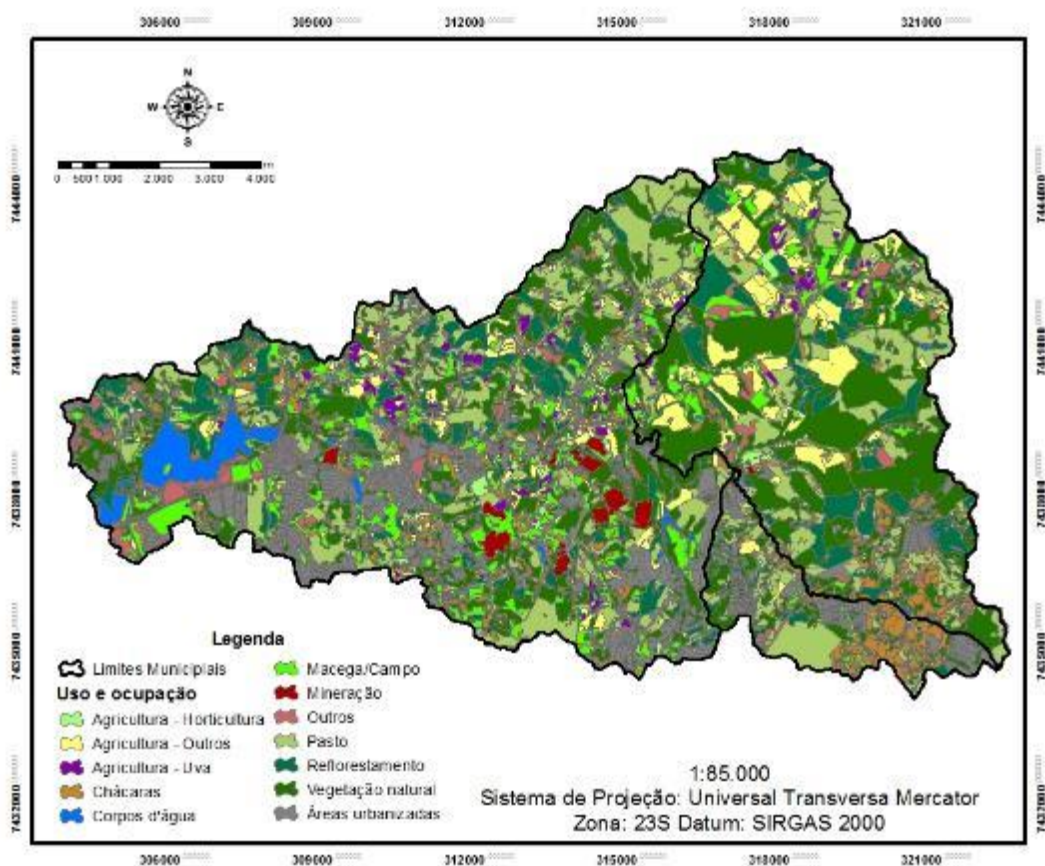 306000 309000 312000 315000 318000 321000
N
W E
S
0 500 1.000 2.000 3.000 4.000 m
7444000 7444000
7441000 7441000
7438000 7438000
7435000 7435000
7432000 7432000
Legenda
Limites Municipiais
Uso e ocupação
Agricultura - Horticultura
Agricultura - Outros
Agricultura - Uva
Chácaras
Corpos d'água
Macega/Campo
Mineração
Outros
Pasto
Reflorestamento
Vegetação natural
Áreas urbanizadas
1:85.000
Sistema de Projeção: Universal Transversa Mercator
Zona: 23S Datum: SIRGAS 2000
306000 309000 312000 315000 318000 321000